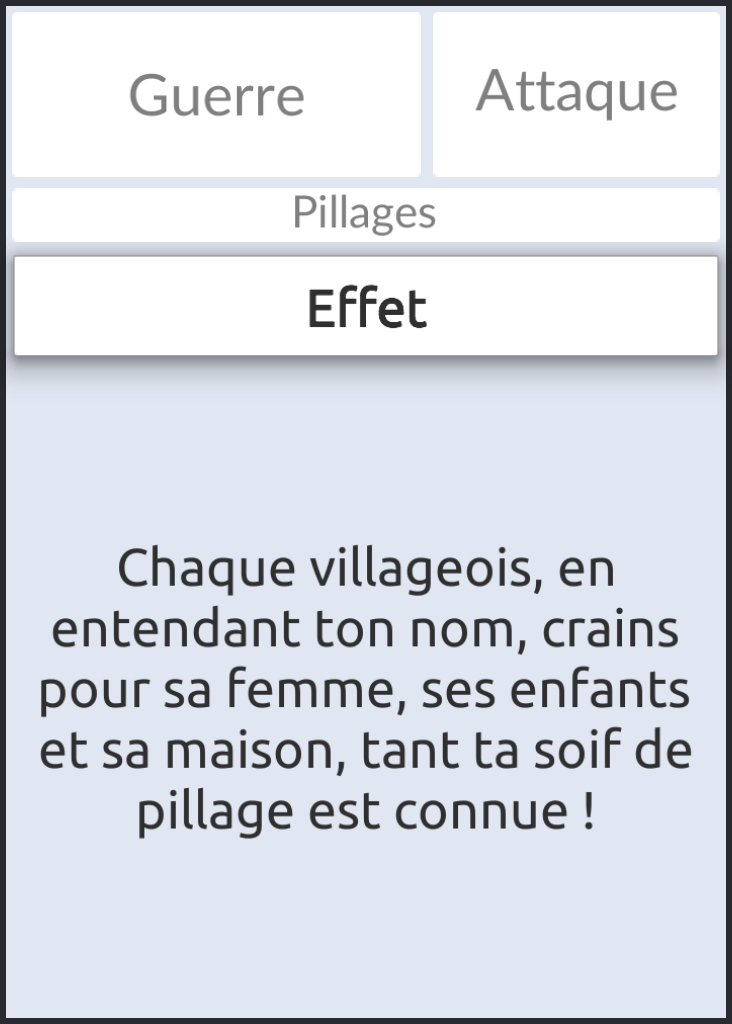 Guerre
Attaque
Pillages
Effet
Chaque villageois, en
entendant ton nom, crains
pour sa femme, ses enfants
et sa maison, tant ta soif de
pillage est connue !